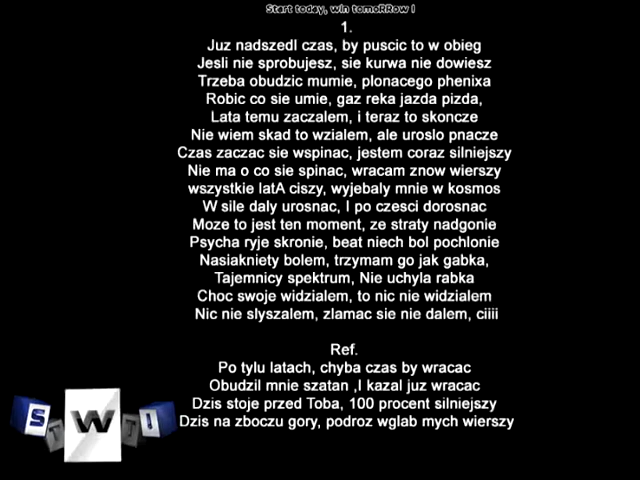 Start today, win tomoRRow !
1.
Juz nadszedl czas, by puscic to w obieg
Jesli nie sprobujesz, sie kurwa nie dowiesz
Trzeba obudzic mumie, plonacego phenixa
Robic co sie umie, gaz reka jazda pizda,
Lata temu zaczalem, i teraz to skoncze
Nie wiem skad to wzialem, ale uroslo pnacze
Czas zaczac sie wspinac, jestem coraz silniejszy
Nie ma o co sie spinac, wracam znow wierszy
wszystkie latA ciszy, wyjebaly mnie w kosmos
W sile daly urosnac, I po czesci dorosnac
Moze to jest ten moment, ze straty nadgonie
Psycha ryje skronie, beat niech bol pochlonie
Nasiakniety bolem, trzymam go jak gabka,
Tajemnicy spektrum, Nie uchyla rabka
Choc swoje widzialem, to nic nie widzialem
Nic nie slyszalem, zlamac sie nie dalem, ciiii
Ref.
Po tylu latach, chyba czas by wracac
Obudzil mnie szatan ,I kazal juz wracac
Dzis stoje przed Toba, 100 procent silniejszy
Dzis na zboczu gory, podroz wglab mych wierszy
S T W T I